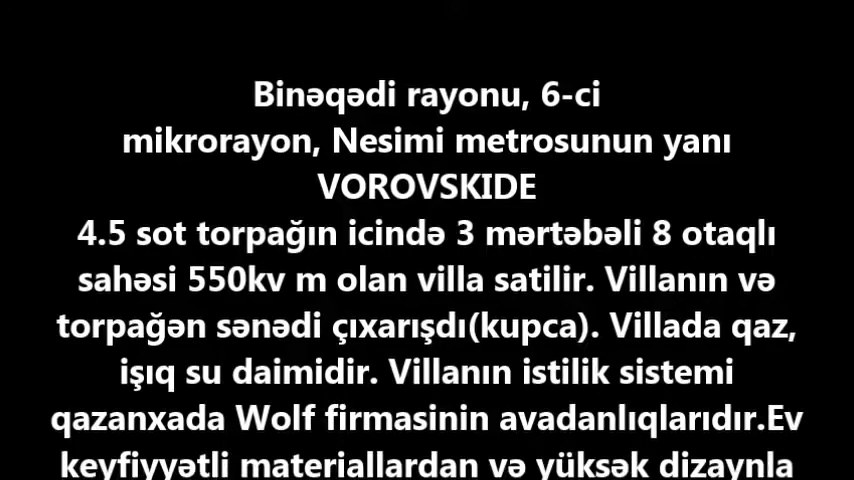 Binəqədi rayonu, 6-ci
mikrorayon, Nesimi metrosunun yanı
VOROVSKIDE
4.5 sot torpağın icində 3 mərtəbəli 8 otaqlı
sahəsi 550kv m olan villa satilir. Villanın və
torpağən sənədi çıxarışdı(kupca). Villada qaz,
işıq su daimidir. Villanın istilik sistemi
qazanxada Wolf firmasinin avadanlıqlarıdır.Ev
keyfiyyətli materiallardan və yüksək dizaynla